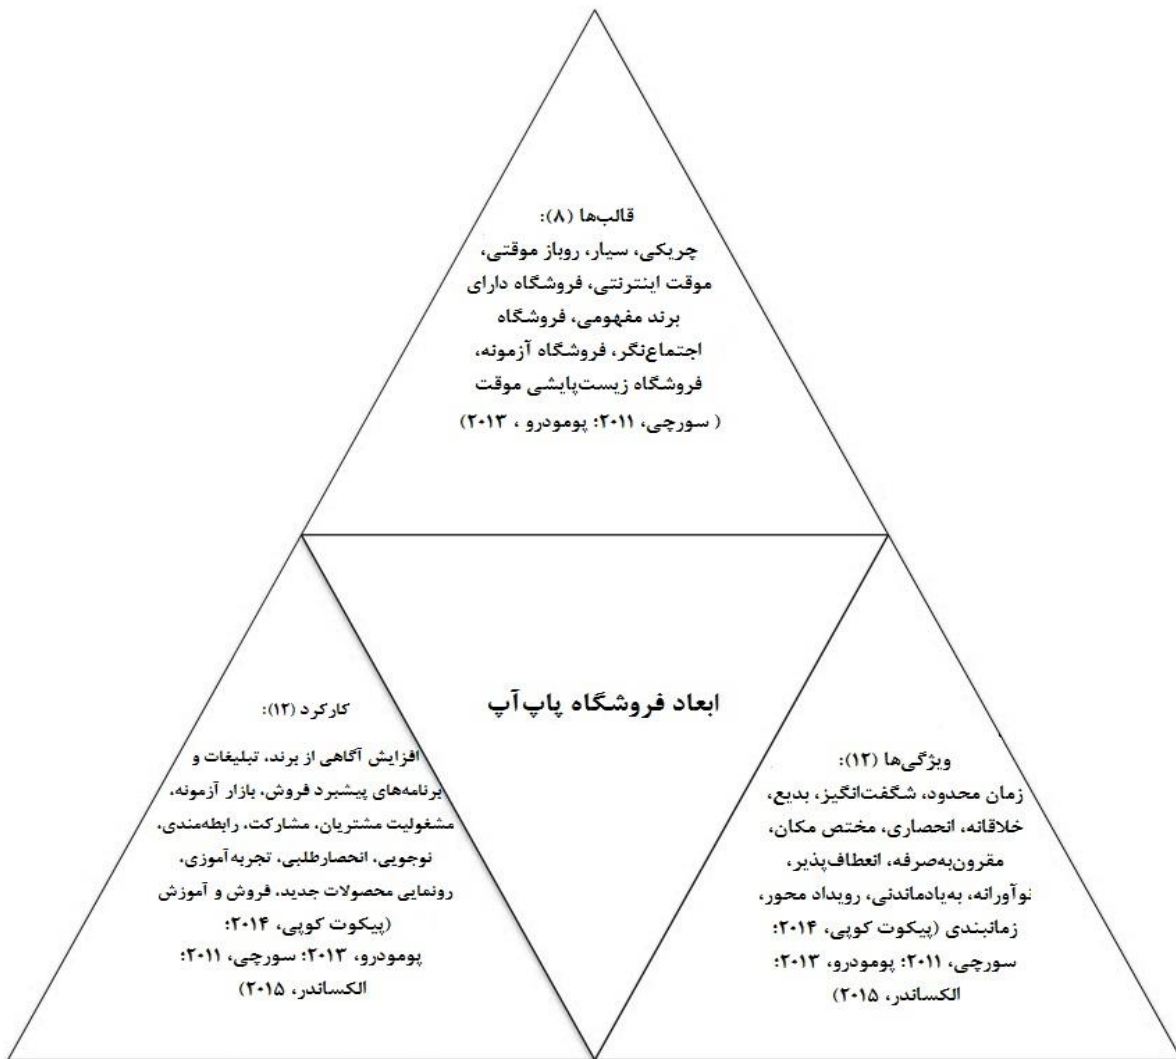 قالب‌ها (۸):
چریکی، سیار، روباز موقتی،
موقت اینترنتی، فروشگاه دارای
برند مفهومی، فروشگاه
اجتماع‌نگر، فروشگاه آزمونه،
فروشگاه زیست‌پایشی موقت
( سورچی، ۲۰۱۱؛ پومودرو ، ۲۰۱۳)
ابعاد فروشگاه پاپ‌آپ
ویژگی‌ها (۱۲):
زمان محدود، شگفت‌انگیز، بدیع،
خلاقانه، انحصاری، مختص مکان،
مقرون‌به‌صرفه، انعطاف‌پذیر،
نوآورانه، به‌یادماندنی، رویداد محور،
زمانبندی (پیکوت کوپی، ۲۰۱۴؛
سورچی، ۲۰۱۱؛ پومودرو، ۲۰۱۳؛
الکساندر، ۲۰۱۵)
کارکرد (۱۲):
افزایش آگاهی از برند، تبلیغات و
برنامه‌های پیشبرد فروش، بازار آزمونه،
مشغولیت مشتریان، مشارکت، رابطه‌مندی،
نوجویی، انحصارطلبی، تجربه‌آموزی،
رونمایی محصولات جدید، فروش و آموزش
(پیکوت کوپی، ۲۰۱۴؛
پومودرو، ۲۰۱۳؛ سورچی، ۲۰۱۱؛
الکساندر، ۲۰۱۵)